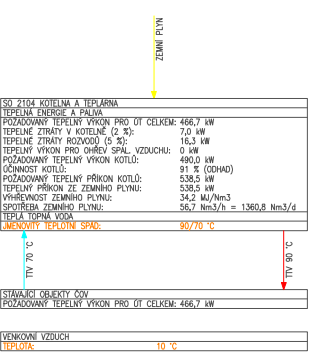 ZEMNÍ PLYN
SO 2104 KOTELNA A TEPLÁRNA
TEPELNÁ ENERGIE A PALIVA
POŽADOVANÝ TEPELNÝ VÝKON PRO ÚT CELKEM: 466,7 kW
TEPELNÉ ZTRÁTY V KOTELNĚ (2 %): 7,0 kW
TEPELNÉ ZTRÁTY ROZVODŮ (5 %): 16,3 kW
TEPELNÝ VÝKON PRO OHŘEV SPAL. VZDUCHU: 0 kW
POŽADOVANÝ TEPELNÝ VÝKON KOTLŮ: 490,0 kW
ÚČINNOST KOTLŮ: 91 % (ODHAD)
POŽADOVANÝ TEPELNÝ PŘÍKON KOTLŮ: 538,5 kW
TEPELNÝ PŘÍKON ZE ZEMNÍHO PLYNU: 538,5 kW
VÝHŘEVNOST ZEMNÍHO PLYNU: 34,2 MJ/Nm3
SPOTŘEBA ZEMNÍHO PLYNU: 56,7 Nm3/h = 1360,8 Nm3/d
TEPLÁ TOPNÁ VODA
JMENOVITÝ TEPLOTNÍ SPÁD: 90/70 °C
TTV 70 °C
TTV 90 °C
STÁVAJÍCÍ OBJEKTY ČOV
POŽADOVANÝ TEPELNÝ VÝKON PRO ÚT CELKEM: 466,7 kW
VENKOVNÍ VZDUCH
TEPLOTA: 10 °C